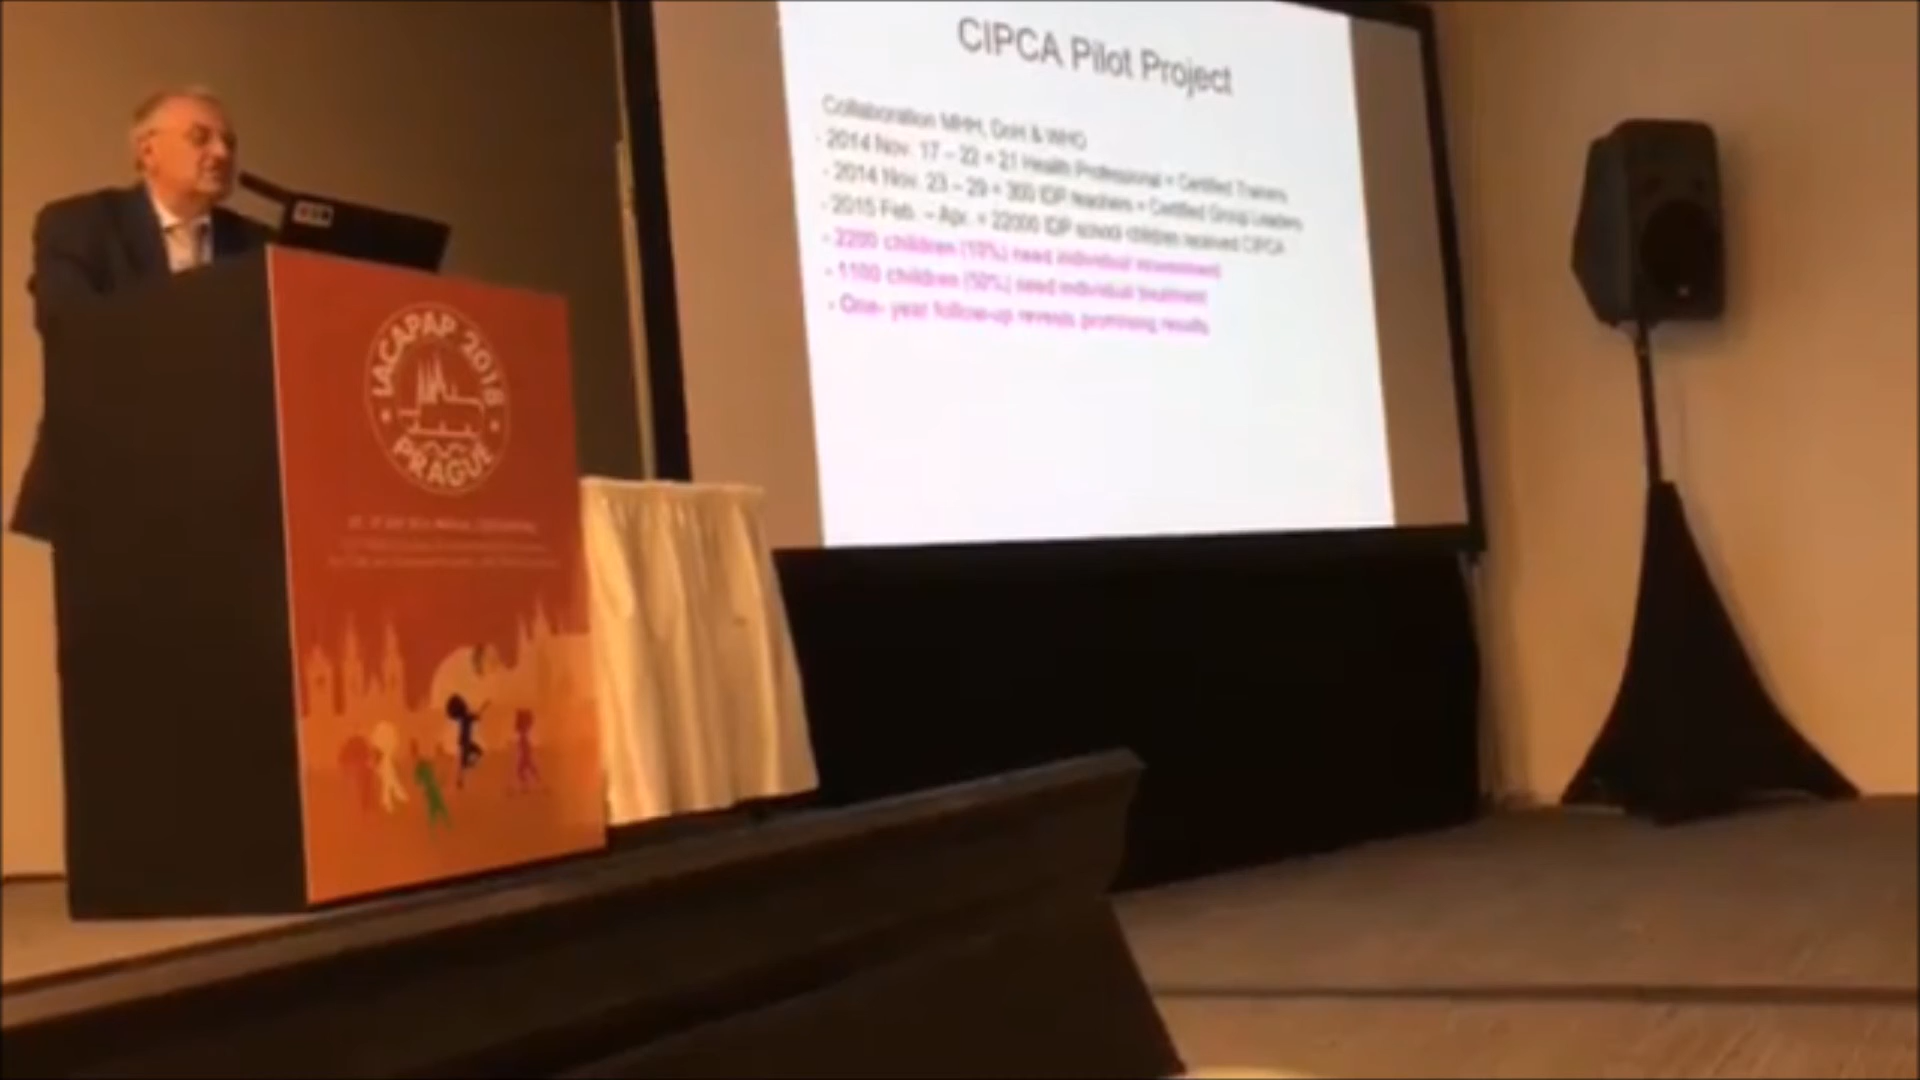 CIPCA Pilot Project
Collaboration MHH, DoH & WHO
- 2014 Nov. 17 – 22 = 21 Health Professional = Certified Trainers
- 2014 Nov. 23 – 29 = 300 IDP teachers = Certified Group Leaders
- 2015 Feb. – Apr. = 22000 IDP school children received CIPCA
- 2200 children (10%) need individual assessment
- 1100 children (50%) need individual treatment
- One- year follow-up reveals promising results
IACAPAP 2018
PRAGUE